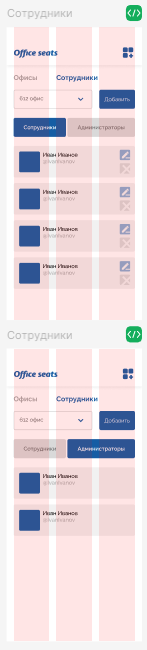 Сотрудники
Office seats
Офисы Сотрудники
612 офис Добавить
Сотрудники Администраторы
Иван Иванов
@ivanivanov
Иван Иванов
@ivanivanov
Иван Иванов
@ivanivanov
Иван Иванов
@ivanivanov
Сотрудники
Office seats
Офисы Сотрудники
612 офис Добавить
Сотрудники Администраторы
Иван Иванов
@ivanivanov
Иван Иванов
@ivanivanov